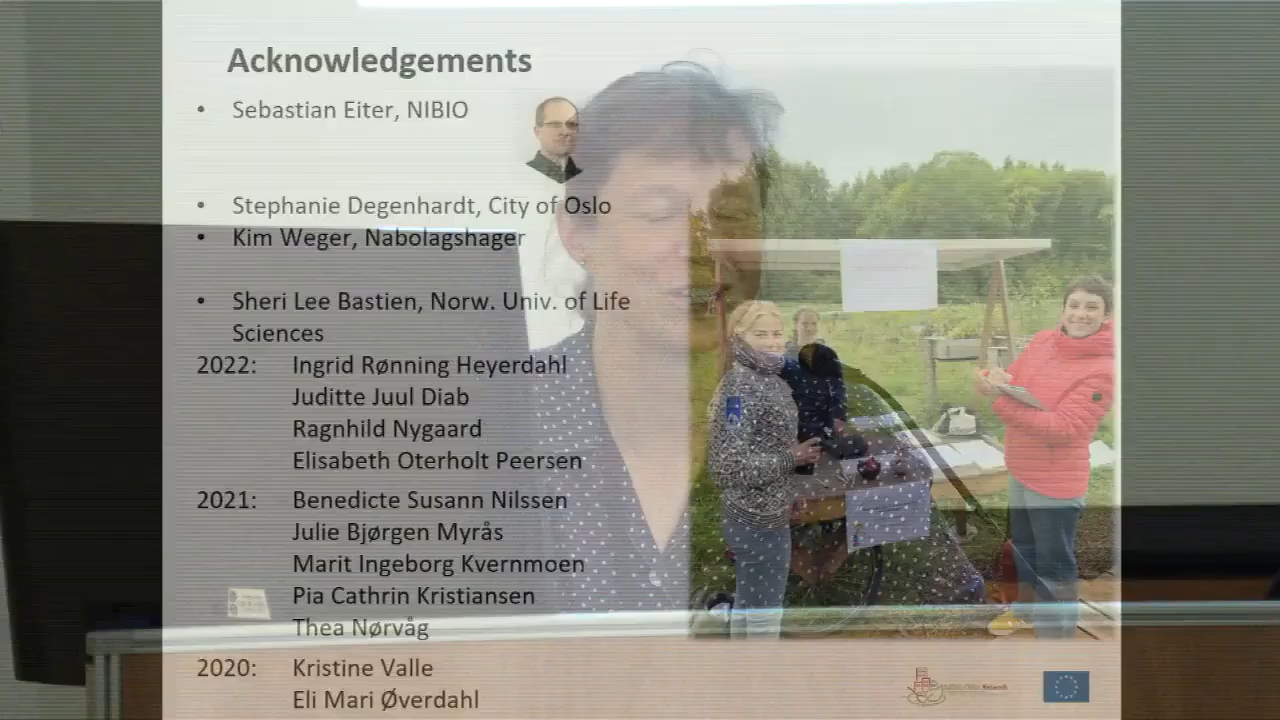 Acknowledgements
• Sebastian Eiter, NIBIO
• Stephanie Degenhardt, City of Oslo
• Kim Weger, Nabolagshager
• Sheri Lee Bastien, Norw. Univ. of Life
Sciences
2022: Ingrid Rønning Heyerdahl
Juditte Juul Diab
Ragnhild Nygaard
Elisabeth Oterholt Peersen
2021: Benedicte Susann Nilssen
Julie Bjørgen Myrås
Marit Ingeborg Kvernmoen
Pia Cathrin Kristiansen
Thea Nørvåg
2020: Kristine Valle
Eli Mari Øverdahl